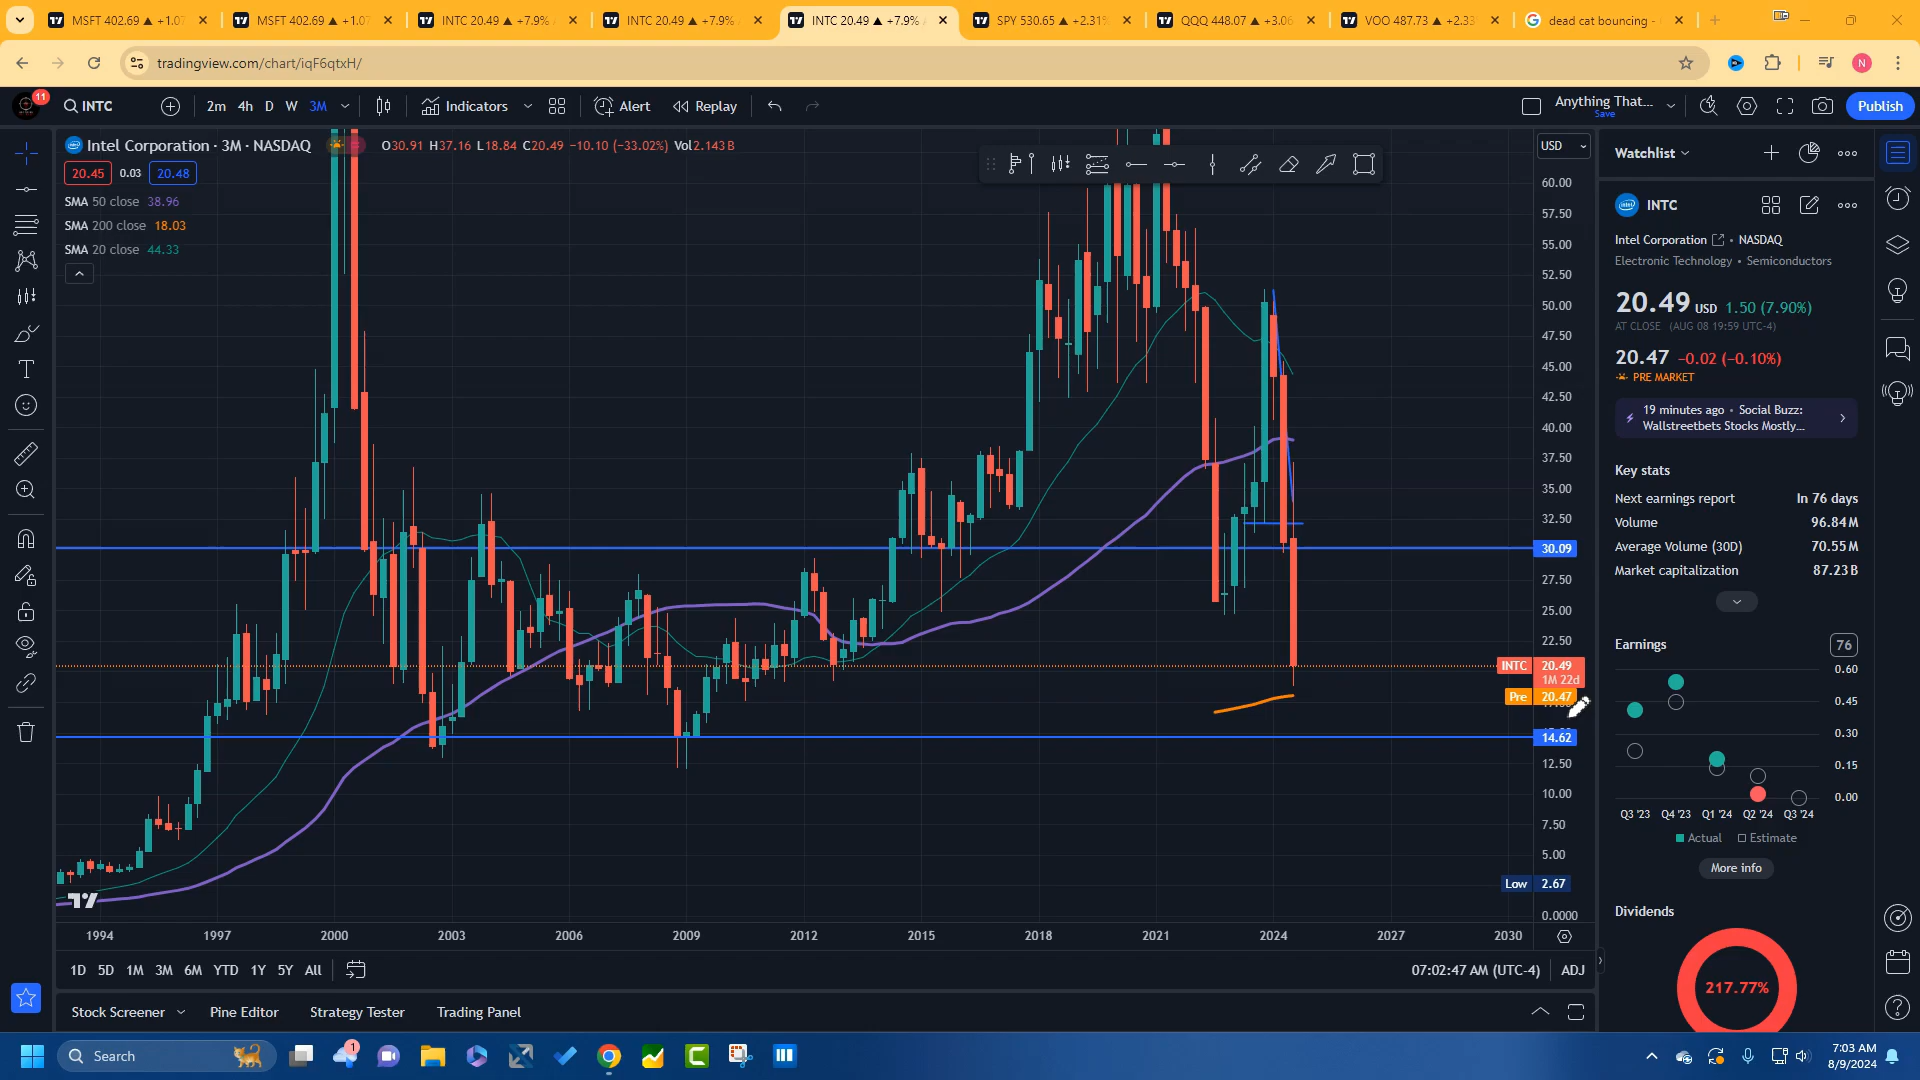 MSFT 402.69 ▲ +1.07
MSFT 402.69 ▲ +1.07
INTC 20.49 ▲ +7.9%
INTC 20.49 ▲ +7.9%
INTC 20.49 ▲ +7.9%
SPY 530.65 ▲ +2.31%
QQQ 448.07 ▲ +3.06
VOO 487.73 ▲ +2.33
dead cat bouncing -
tradingview.com/chart/iqF6qtxH/
N
11
INTC
2m 4h D W 3M
Indicators
Alert
Replay
Anything That...
Save
Publish
Intel Corporation · 3M · NASDAQ
O30.91 H37.16 L18.84 C20.49 −10.10 (−33.02%) Vol2.143 B
20.45 0.03 20.48
SMA 50 close 38.96
SMA 200 close 18.03
SMA 20 close 44.33
USD
60.00
57.50
55.00
52.50
50.00
47.50
45.00
42.50
40.00
37.50
35.00
32.50
30.09
27.50
25.00
22.50
INTC 20.49
1M 22d
Pre 20.47
14.62
12.50
10.00
7.50
5.00
Low 2.67
0.0000
1994 1997 2000 2003 2006 2009 2012 2015 2018 2021 2024 2027 2030
1D 5D 1M 3M 6M YTD 1Y 5Y All
07:02:47 AM (UTC-4) ADJ
Stock Screener Pine Editor Strategy Tester Trading Panel
Watchlist
INTC
Intel Corporation • NASDAQ
Electronic Technology • Semiconductors
20.49 USD 1.50 (7.90%)
AT CLOSE (AUG 08 19:59 UTC-4)
20.47 −0.02 (−0.10%)
PRE MARKET
19 minutes ago • Social Buzz:
Wallstreetbets Stocks Mostly...
Key stats
Next earnings report In 76 days
Volume 96.84 M
Average Volume (30D) 70.55 M
Market capitalization 87.23 B
Earnings 76
0.60
0.45
0.30
0.15
0.00
Q3 '23 Q4 '23 Q1 '24 Q2 '24 Q3 '24
Actual Estimate
More info
Dividends
217.77%
Search
1
7:03 AM
8/9/2024